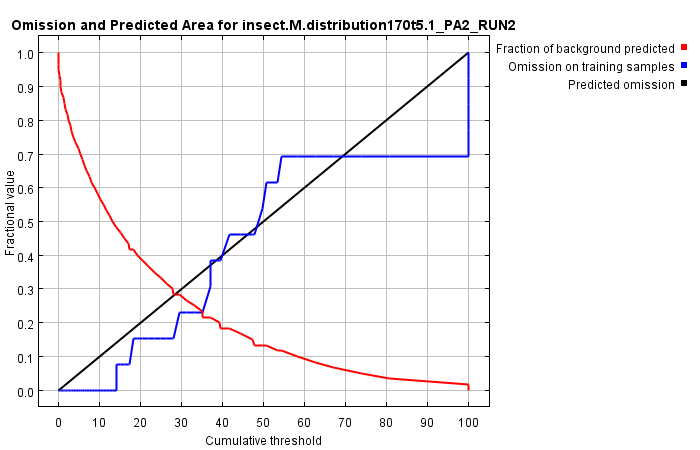 Omission and Predicted Area for insect.M.distribution170t5.1_PA2_RUN2
Fraction of background predicted
Omission on training samples
Predicted omission
Fractional value
1.0
0.9
0.8
0.7
0.6
0.5
0.4
0.3
0.2
0.1
0.0
0 10 20 30 40 50 60 70 80 90 100
Cumulative threshold